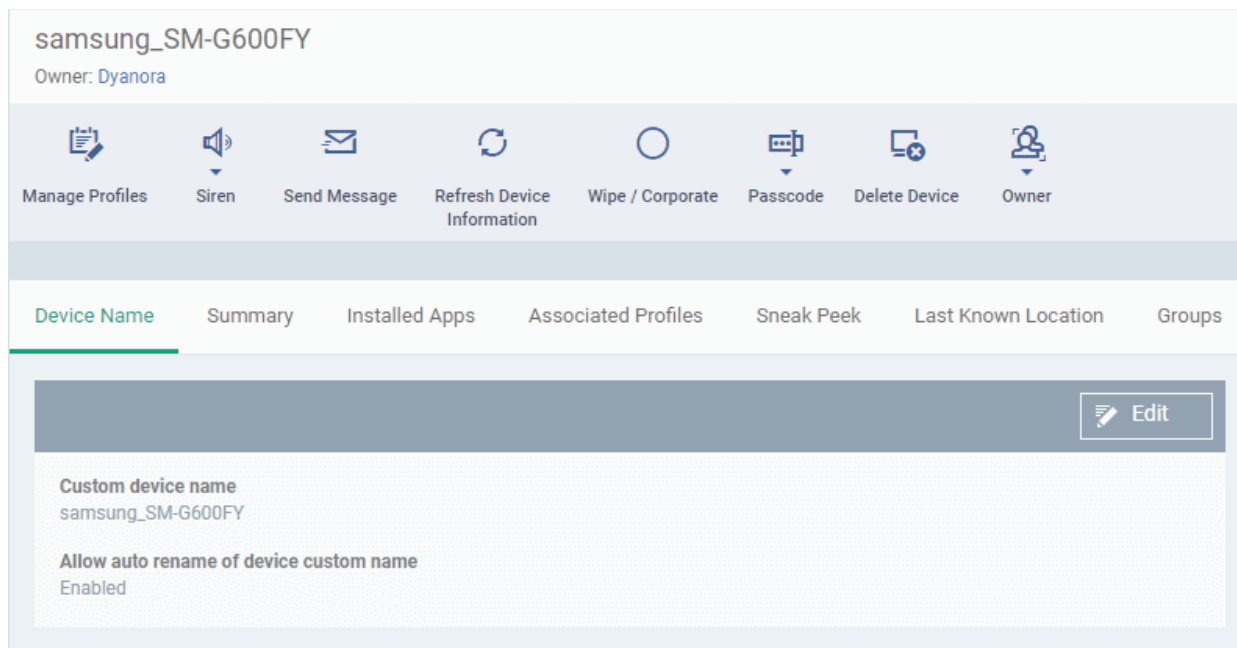 samsung_SM-G600FY
Owner: Dyanora
Manage Profiles
Siren
Send Message
Refresh Device
Information
Wipe / Corporate
Passcode
Delete Device
Owner
Device Name
Summary
Installed Apps
Associated Profiles
Sneak Peek
Last Known Location
Groups
Edit
Custom device name
samsung_SM-G600FY
Allow auto rename of device custom name
Enabled